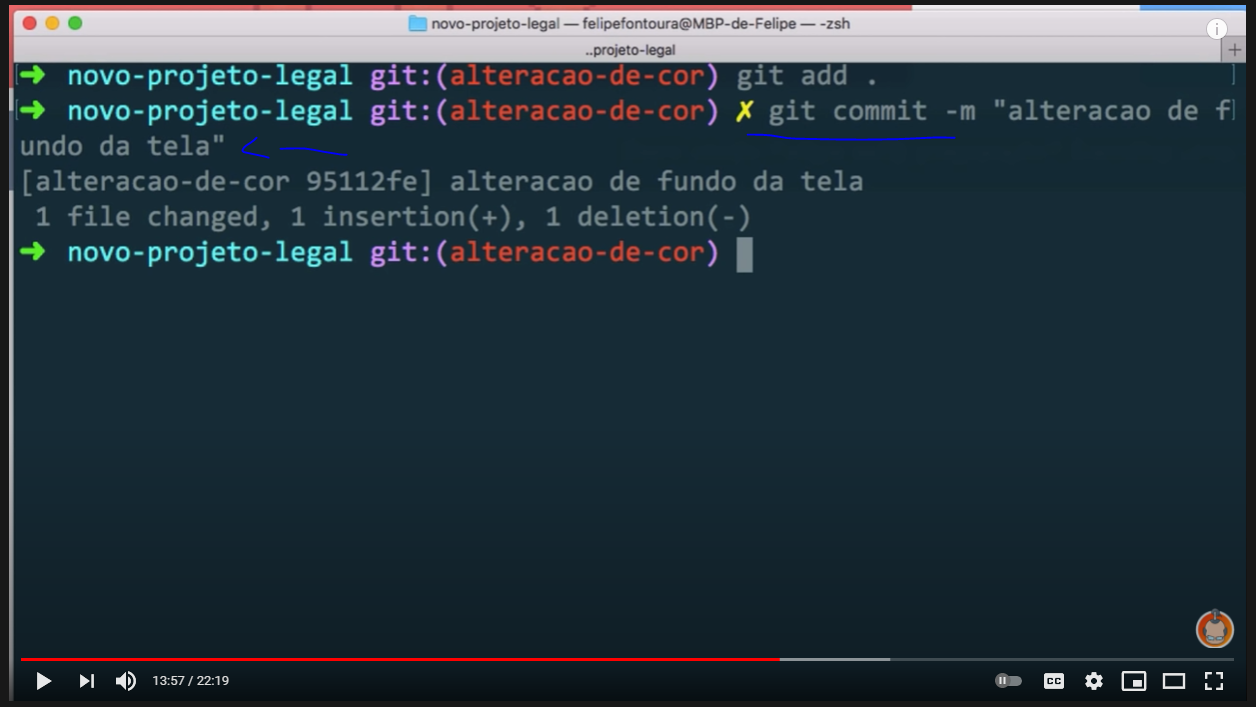 novo-projeto-legal — felipefontoura@MBP-de-Felipe — -zsh
..projeto-legal
➜ novo-projeto-legal git:(alteracao-de-cor) git add .
➜ novo-projeto-legal git:(alteracao-de-cor) ✗ git commit -m "alteracao de f
undo da tela"
[alteracao-de-cor 95112fe] alteracao de fundo da tela
1 file changed, 1 insertion(+), 1 deletion(-)
➜ novo-projeto-legal git:(alteracao-de-cor)
13:57 / 22:19
CC